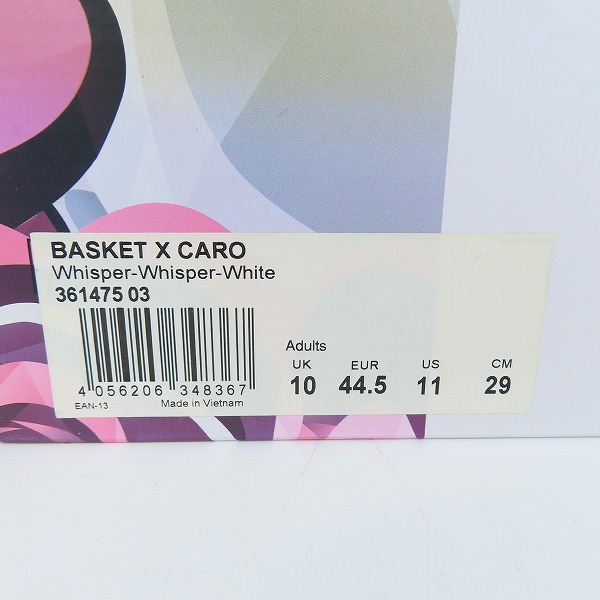 BASKET X CARO
Whisper-Whisper-White
361475 03
4 056206 348367
EAN-13 Made in Vietnam
Adults
UK EUR US CM
10 44.5 11 29